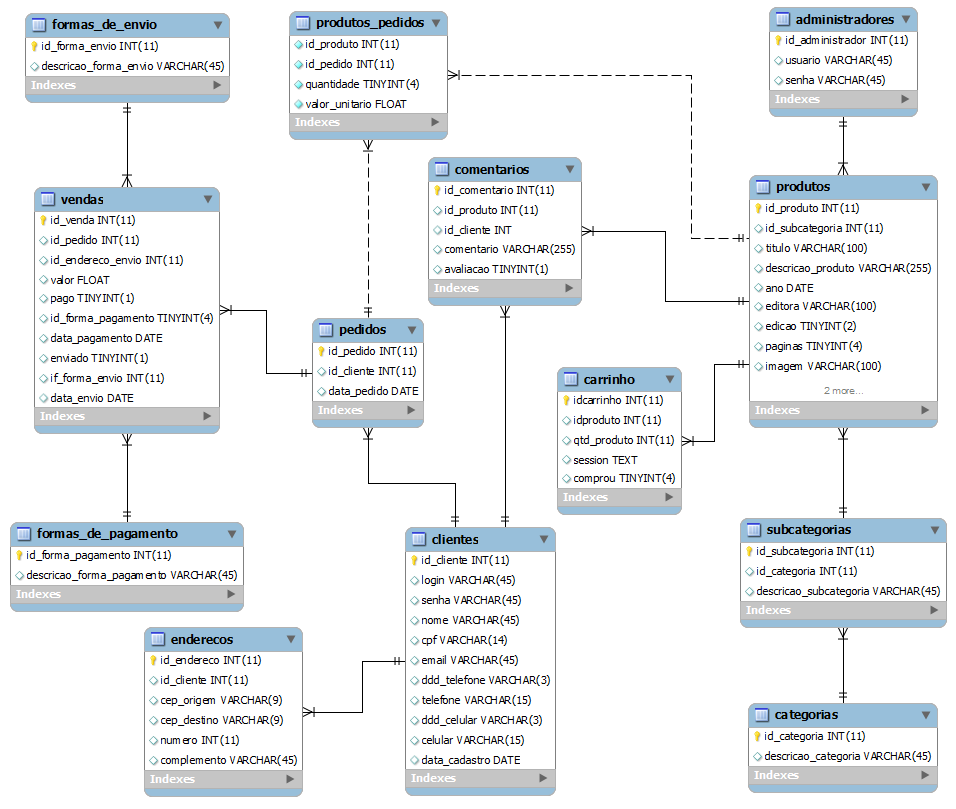 formas_de_envio
id_forma_envio INT(11)
descricao_forma_envio VARCHAR(45)
Indexes
produtos_pedidos
id_produto INT(11)
id_pedido INT(11)
quantidade TINYINT(4)
valor_unitario FLOAT
Indexes
administradores
id_administrador INT(11)
usuario VARCHAR(45)
senha VARCHAR(45)
Indexes
vendas
id_venda INT(11)
id_pedido INT(11)
id_endereco_envio INT(11)
valor FLOAT
pago TINYINT(1)
id_forma_pagamento TINYINT(4)
data_pagamento DATE
enviado TINYINT(1)
if_forma_envio INT(11)
data_envio DATE
Indexes
comentarios
id_comentario INT(11)
id_produto INT(11)
id_cliente INT
comentario VARCHAR(255)
avaliacao TINYINT(1)
Indexes
produtos
id_produto INT(11)
id_subcategoria INT(11)
titulo VARCHAR(100)
descricao_produto VARCHAR(255)
ano DATE
editora VARCHAR(100)
edicao TINYINT(2)
paginas TINYINT(4)
imagem VARCHAR(100)
2 more...
Indexes
pedidos
id_pedido INT(11)
id_cliente INT(11)
data_pedido DATE
Indexes
carrinho
idcarrinho INT(11)
idproduto INT(11)
qtd_produto INT(11)
session TEXT
comprou TINYINT(4)
Indexes
formas_de_pagamento
id_forma_pagamento INT(11)
descricao_forma_pagamento VARCHAR(45)
Indexes
clientes
id_cliente INT(11)
login VARCHAR(45)
senha VARCHAR(45)
nome VARCHAR(45)
cpf VARCHAR(14)
email VARCHAR(45)
ddd_telefone VARCHAR(3)
telefone VARCHAR(15)
ddd_celular VARCHAR(3)
celular VARCHAR(15)
data_cadastro DATE
Indexes
subcategorias
id_subcategoria INT(11)
id_categoria INT(11)
descricao_subcategoria VARCHAR(45)
Indexes
enderecos
id_endereco INT(11)
id_cliente INT(11)
cep_origem VARCHAR(9)
cep_destino VARCHAR(9)
numero INT(11)
complemento VARCHAR(45)
Indexes
categorias
id_categoria INT(11)
descricao_categoria VARCHAR(45)
Indexes